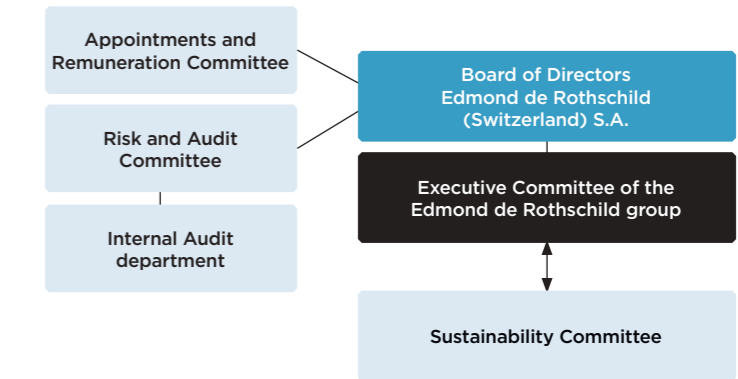 Appointments and
Remuneration Committee
Board of Directors
Edmond de Rothschild
(Switzerland) S.A.
Risk and Audit
Committee
Executive Committee of the
Edmond de Rothschild group
Internal Audit
department
Sustainability Committee